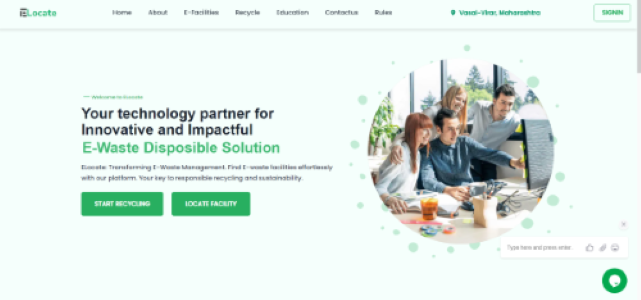 ELocate
Home About E-Facilities Recycle Education Contactus Rules
Vasai-Virar, Maharashtra
SIGNIN
Welcome to ELocate
Your technology partner for
Innovative and Impactful
E-Waste Disposible Solution
ELocate: Transforming E-Waste Management. Find E-waste facilities effortlessly
with our platform. Your key to responsible recycling and sustainability.
START RECYCLING
LOCATE FACILITY
Type here and press enter